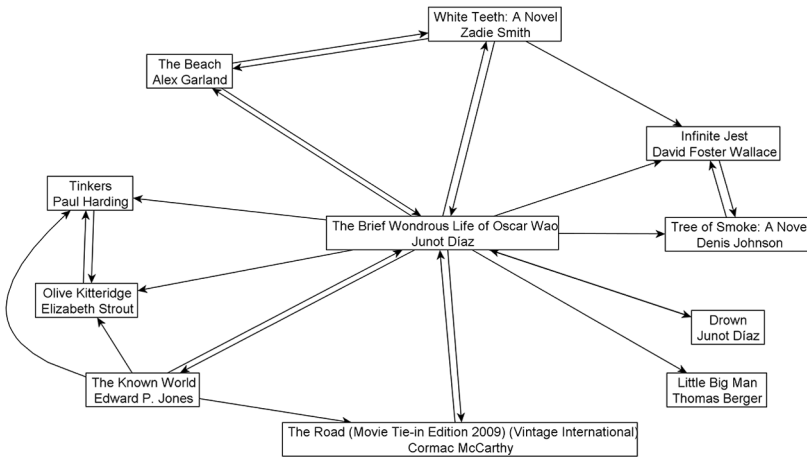 White Teeth: A Novel
Zadie Smith
The Beach
Alex Garland
Infinite Jest
David Foster Wallace
Tinkers
Paul Harding
The Brief Wondrous Life of Oscar Wao
Junot Díaz
Tree of Smoke: A Novel
Denis Johnson
Olive Kitteridge
Elizabeth Strout
Drown
Junot Díaz
The Known World
Edward P. Jones
Little Big Man
Thomas Berger
The Road (Movie Tie-in Edition 2009) (Vintage International)
Cormac McCarthy